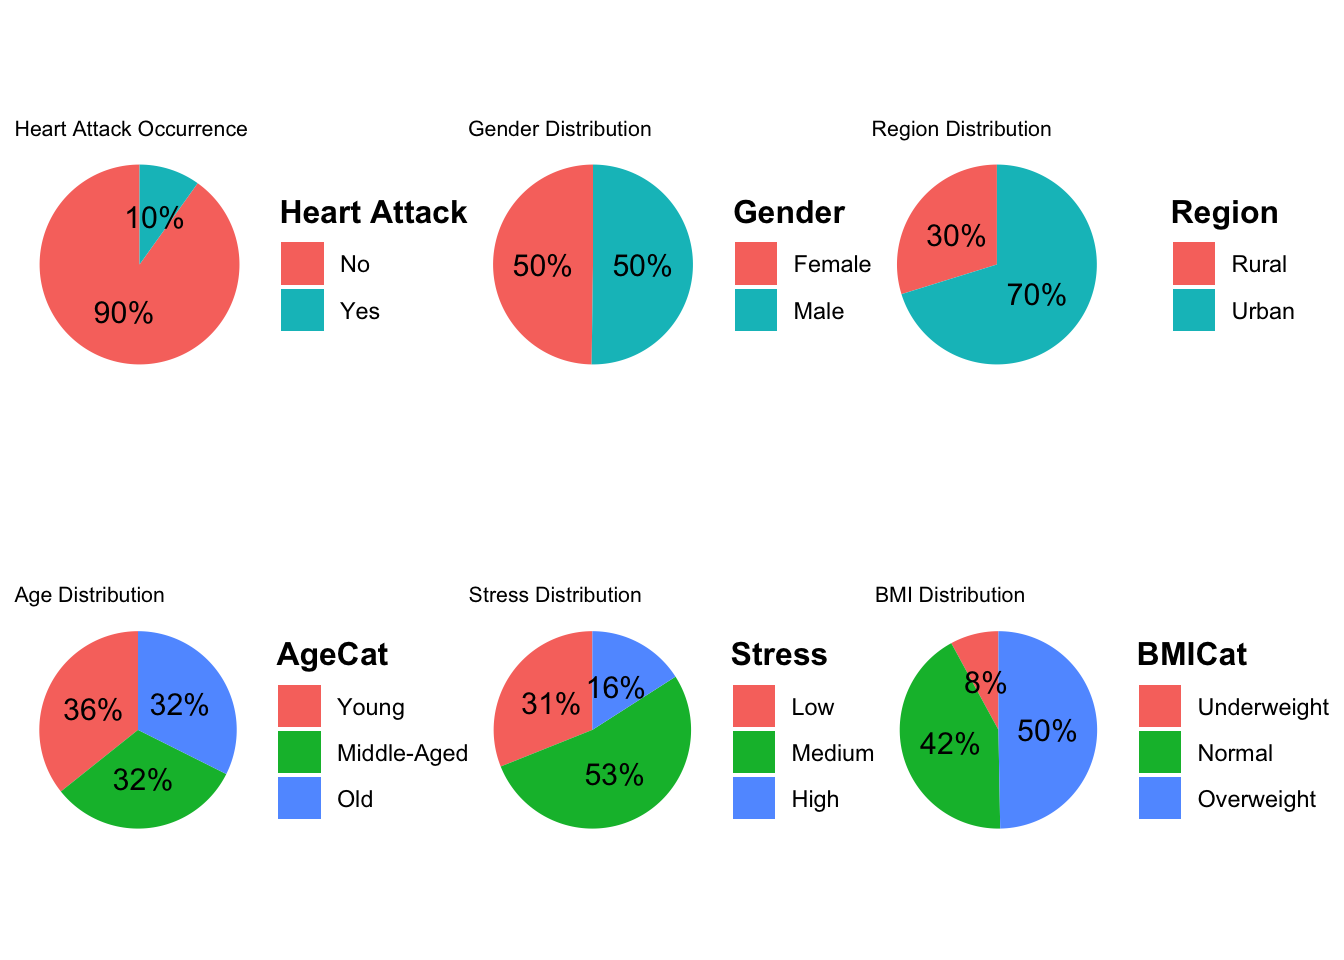 Heart Attack Occurrence
10%
90%
Heart Attack
No
Yes
Gender Distribution
50%
50%
Gender
Female
Male
Region Distribution
30%
70%
Region
Rural
Urban
Age Distribution
36%
32%
32%
AgeCat
Young
Middle-Aged
Old
Stress Distribution
31%
16%
53%
Stress
Low
Medium
High
BMI Distribution
8%
42%
50%
BMICat
Underweight
Normal
Overweight